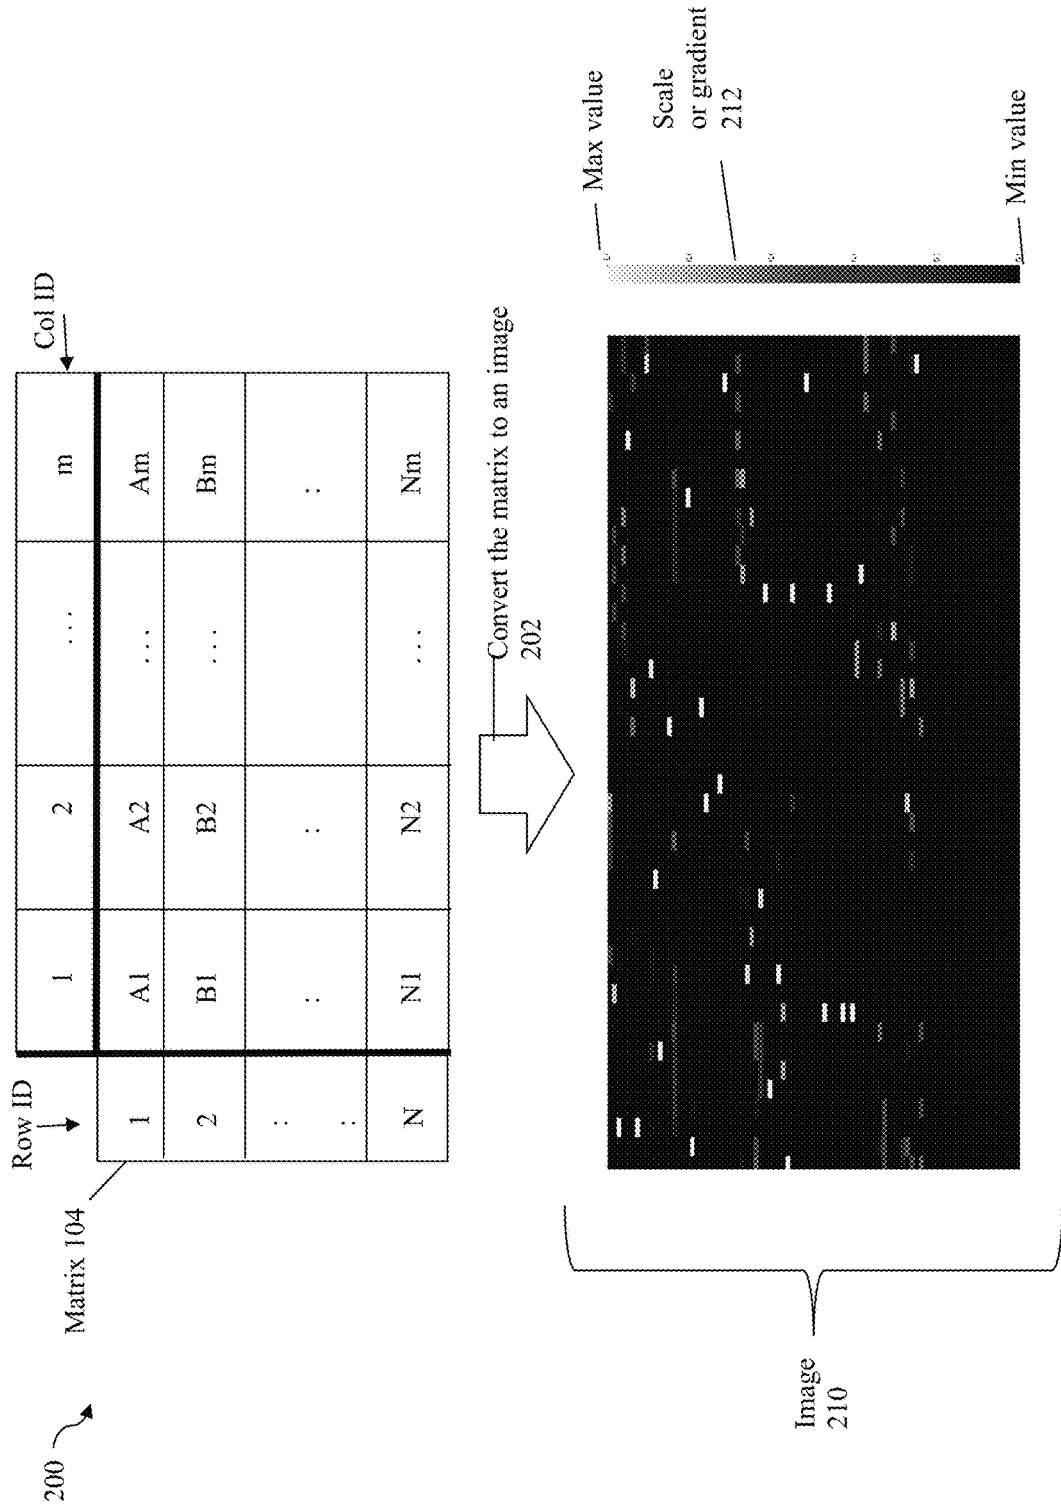 200
Matrix 104
Row ID
Col ID
1 2 ... m
1 A1 A2 ... Am
2 B1 B2 ... Bm
: : : : :
N N1 N2 ... Nm
Convert the matrix to an image
202
Image
210
Max value
Scale
or gradient
212
Min value